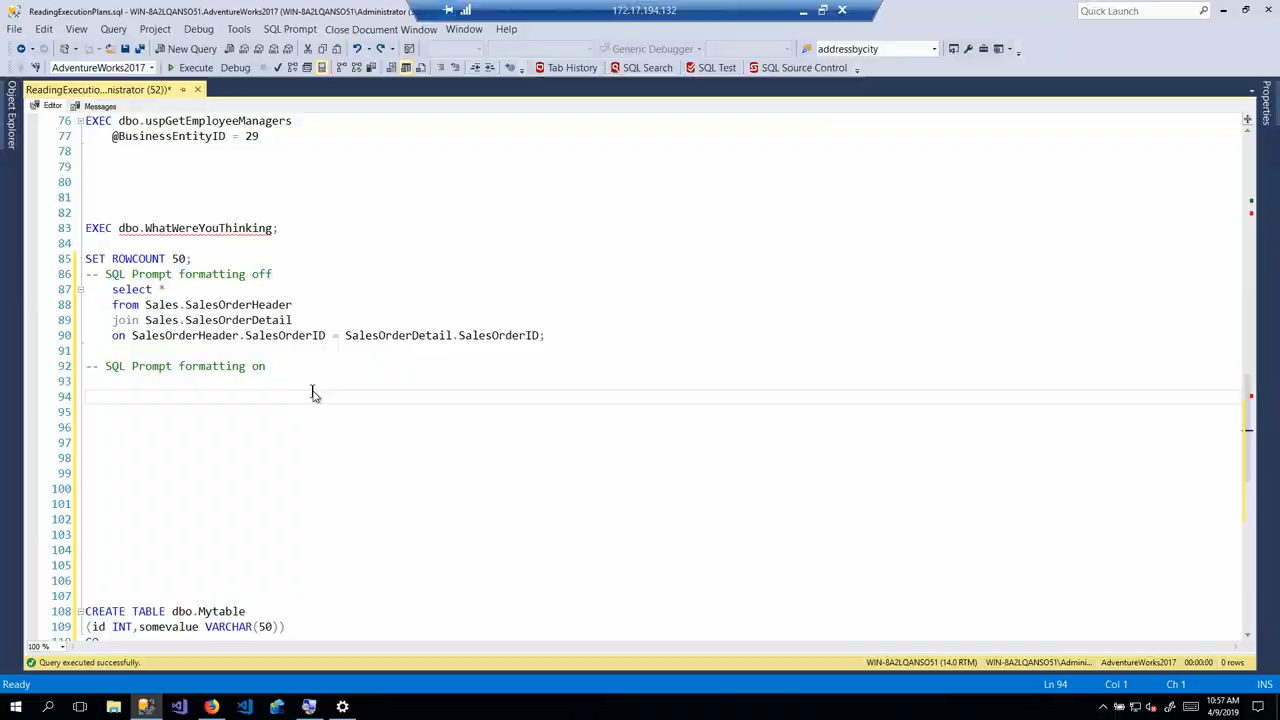 ReadingExecutionPlans.sql - WIN-8A2LQANSO51.AdventureWorks2017 (WIN-8A2LQANSO51\Administrator (
172.17.194.132
Quick Launch
File Edit View Query Project Debug Tools SQL Prompt Close Document Window Window Help
New Query
Generic Debugger
addressbycity
AdventureWorks2017
Execute Debug
Tab History SQL Search SQL Test SQL Source Control
ReadingExecutio...nistrator (52))*
Object Explorer
Properties
Editor Messages
76 EXEC dbo.uspGetEmployeeManagers
77 @BusinessEntityID = 29
78
79
80
81
82
83 EXEC dbo.WhatWereYouThinking;
84
85 SET ROWCOUNT 50;
86 -- SQL Prompt formatting off
87 select *
88 from Sales.SalesOrderHeader
89 join Sales.SalesOrderDetail
90 on SalesOrderHeader.SalesOrderID = SalesOrderDetail.SalesOrderID;
91
92 -- SQL Prompt formatting on
93
94
95
96
97
98
99
100
101
102
103
104
105
106
107
108 CREATE TABLE dbo.Mytable
109 (id INT,somevalue VARCHAR(50))
110 GO
100 %
Query executed successfully.
WIN-8A2LQANSO51 (14.0 RTM) WIN-8A2LQANSO51\Admini... AdventureWorks2017 00:00:00 0 rows
Ready
Ln 94 Col 1 Ch 1 INS
10:57 AM
4/9/2019